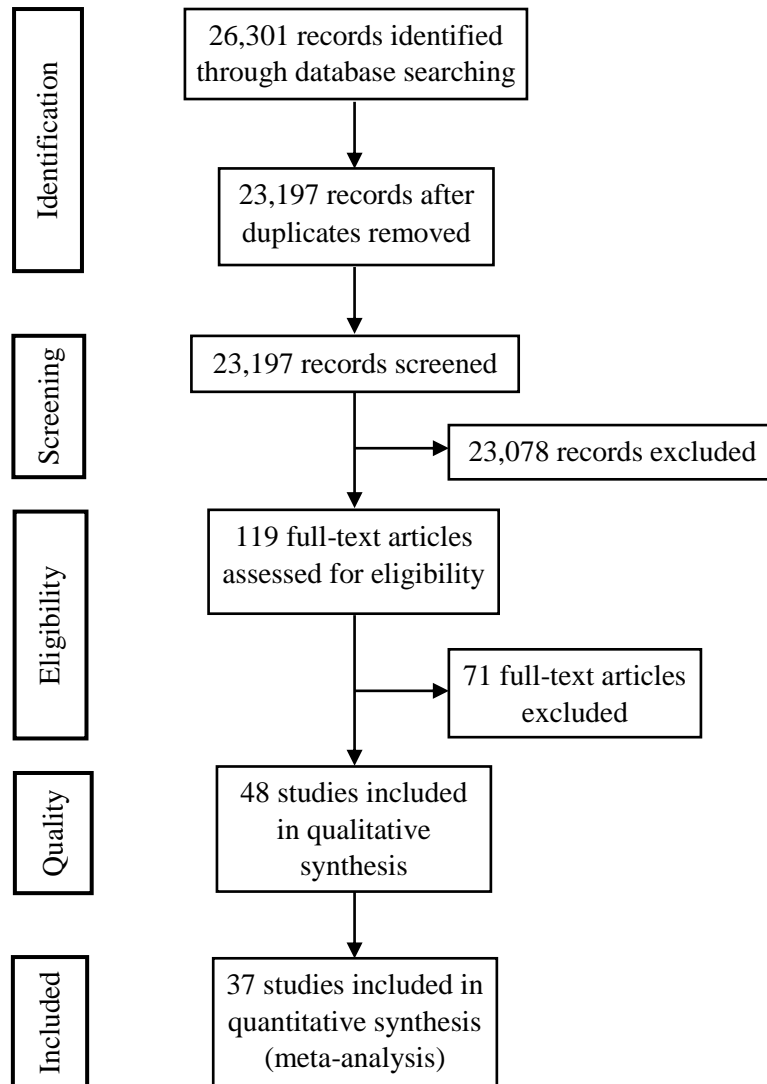 Identification
26,301 records identified
through database searching
23,197 records after
duplicates removed
Screening
23,197 records screened
23,078 records excluded
Eligibility
119 full-text articles
assessed for eligibility
71 full-text articles
excluded
Quality
48 studies included
in qualitative
synthesis
Included
37 studies included in
quantitative synthesis
(meta-analysis)